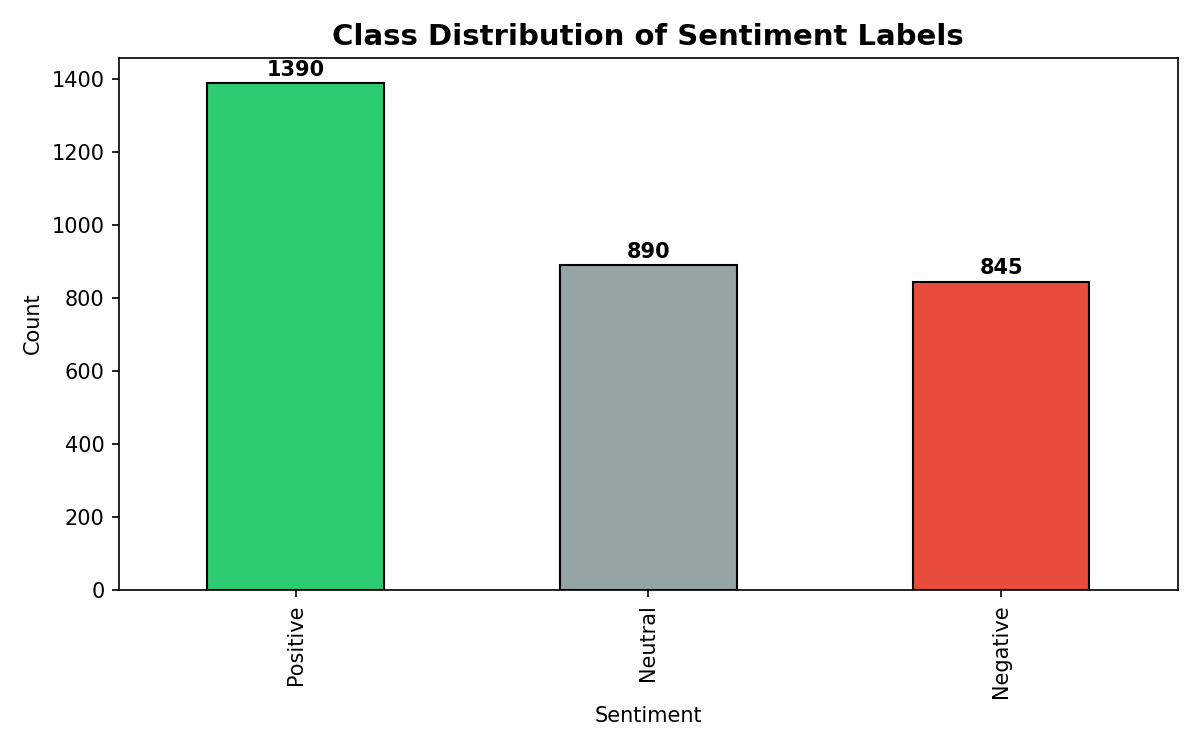 Class Distribution of Sentiment Labels
1390
890
845
1400
1200
1000
800
600
400
200
0
Count
Positive
Neutral
Negative
Sentiment